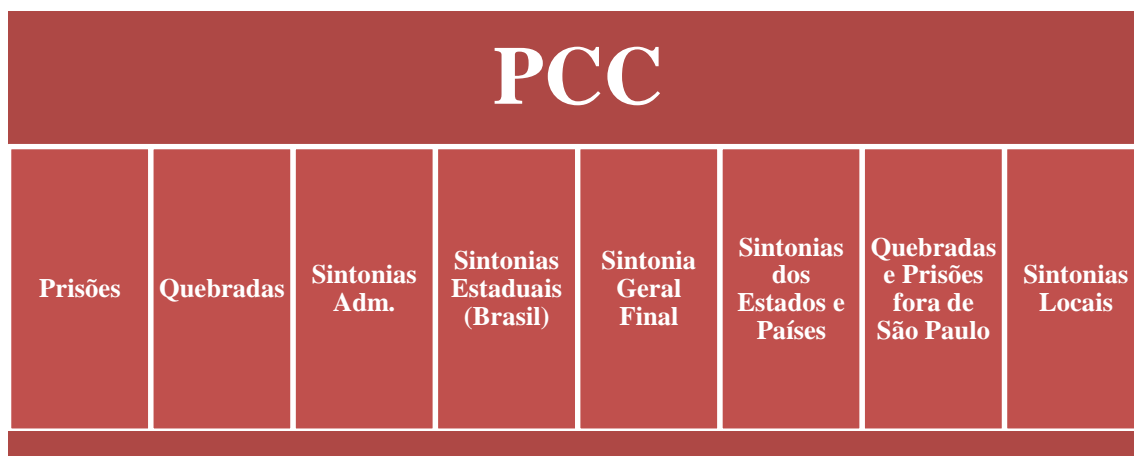 PCC
Prisões
Quebradas
Sintonias
Adm.
Sintonias
Estaduais
(Brasil)
Sintonia
Geral
Final
Sintonias
dos
Estados e
Países
Quebradas
e Prisões
fora de
São Paulo
Sintonias
Locais